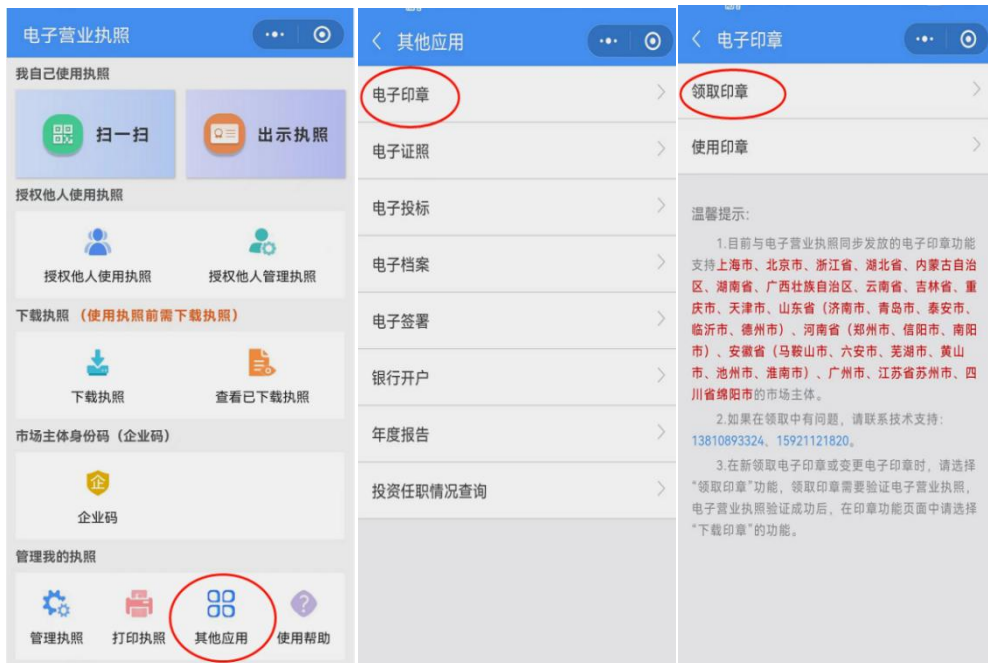 电子营业执照
我自己使用执照
扫一扫
出示执照
授权他人使用执照
授权他人使用执照
授权他人管理执照
下载执照（使用执照前需下载执照）
下载执照
查看已下载执照
市场主体身份码（企业码）
企
企业码
管理我的执照
管理执照
打印执照
其他应用
使用帮助
其他应用
电子印章
电子证照
电子投标
电子档案
电子签署
银行开户
年度报告
投资任职情况查询
电子印章
领取印章
使用印章
温馨提示:
1.目前与电子营业执照同步发放的电子印章功能
支持上海市、北京市、浙江省、湖北省、内蒙古自治
区、湖南省、广西壮族自治区、云南省、吉林省、重
庆市、天津市、山东省（济南市、青岛市、泰安市、
临沂市、德州市）、河南省（郑州市、信阳市、南阳
市）、安徽省（马鞍山市、六安市、芜湖市、黄山
市、池州市、淮南市）、广州市、江苏省苏州市、四
川省绵阳市的市场主体。
2.如果在领取中有问题，请联系技术支持:
13810893324、15921121820。
3.在新领取电子印章或变更电子印章时，请选择
“领取印章”功能，领取印章需要验证电子营业执照，
电子营业执照验证成功后，在印章功能页面中请选择
“下载印章”的功能。